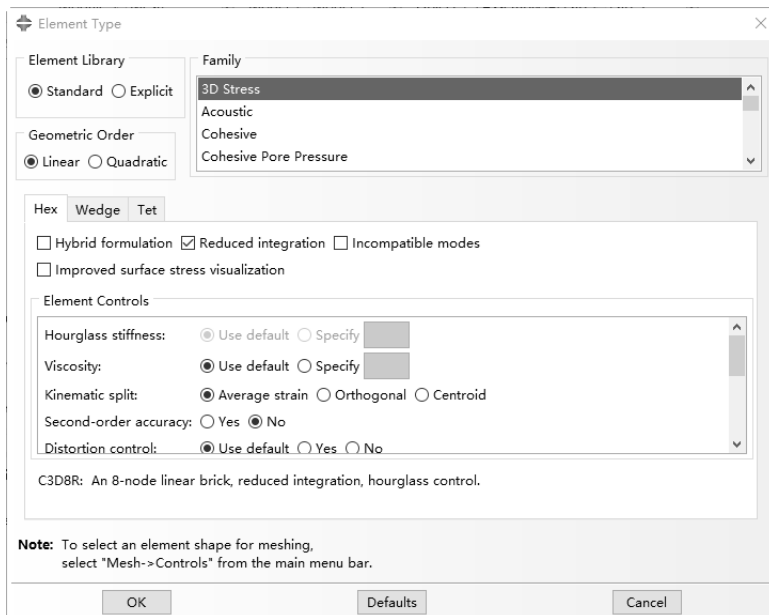 Element Type
Element Library
Standard Explicit
Geometric Order
Linear Quadratic
Family
3D Stress
Acoustic
Cohesive
Cohesive Pore Pressure
Hex Wedge Tet
Hybrid formulation Reduced integration Incompatible modes
Improved surface stress visualization
Element Controls
Hourglass stiffness: Use default Specify
Viscosity: Use default Specify
Kinematic split: Average strain Orthogonal Centroid
Second-order accuracy: Yes No
Distortion control: Use default Yes No
C3D8R: An 8-node linear brick, reduced integration, hourglass control.
Note: To select an element shape for meshing,
select "Mesh->Controls" from the main menu bar.
OK Defaults Cancel